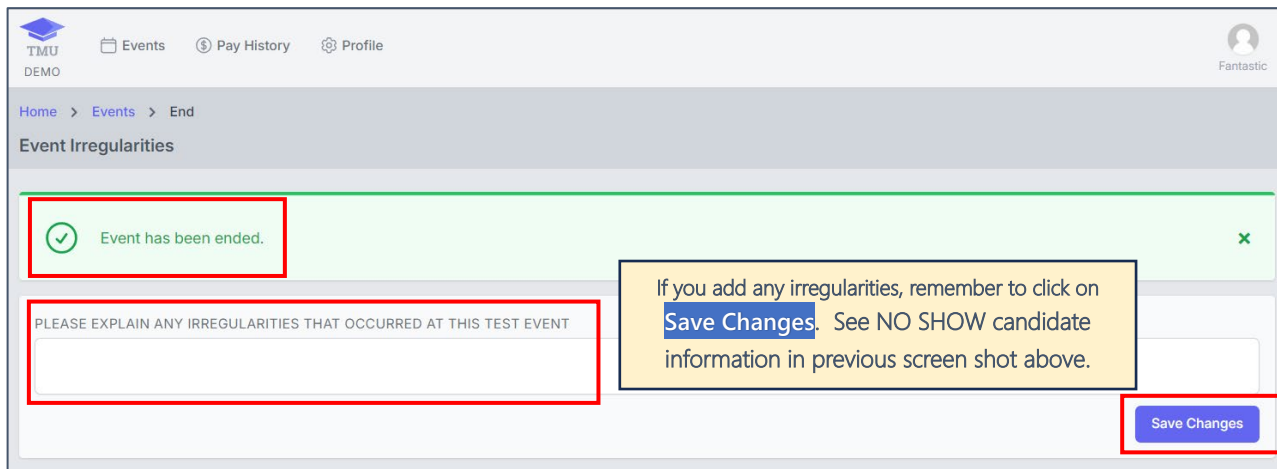 TMU
DEMO
Events
Pay History
Profile
Fantastic
Home > Events > End
Event Irregularities
Event has been ended.
×
If you add any irregularities, remember to click on
Save Changes. See NO SHOW candidate
information in previous screen shot above.
PLEASE EXPLAIN ANY IRREGULARITIES THAT OCCURRED AT THIS TEST EVENT
Save Changes